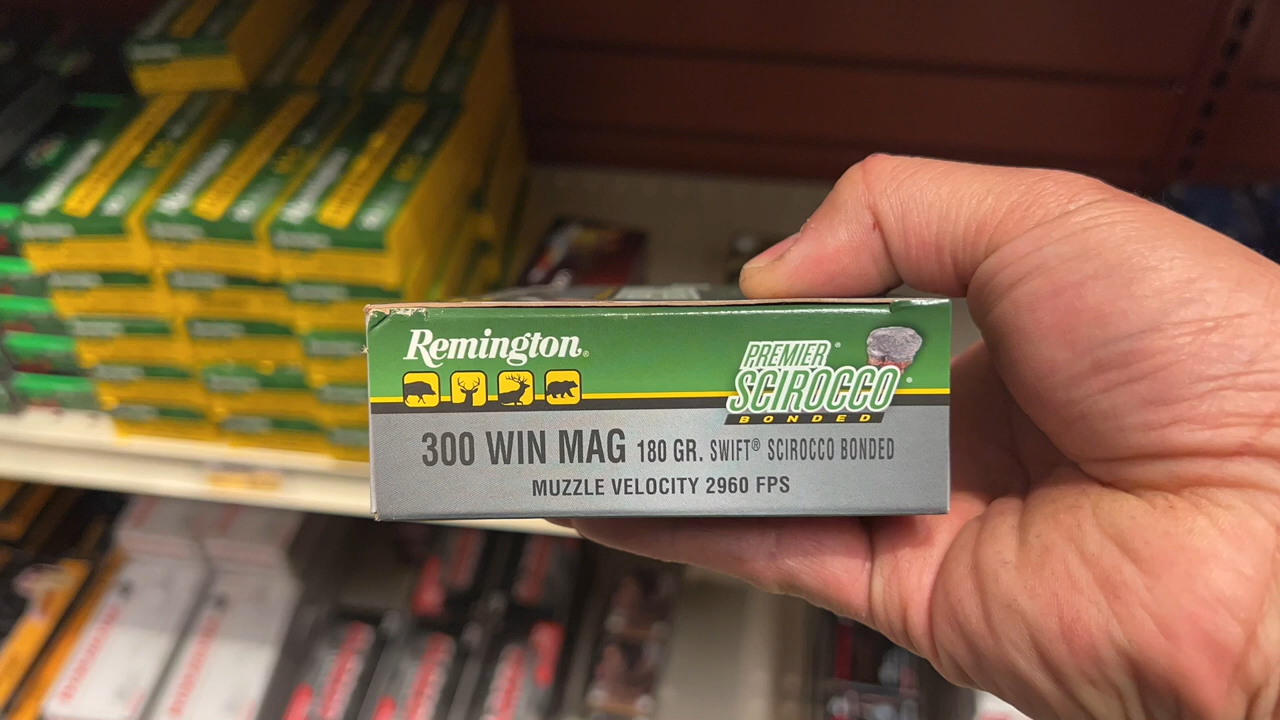 Remington®
PREMIER®
SCIROCCO®
BONDED
300 WIN MAG 180 GR. SWIFT® SCIROCCO BONDED
MUZZLE VELOCITY 2960 FPS